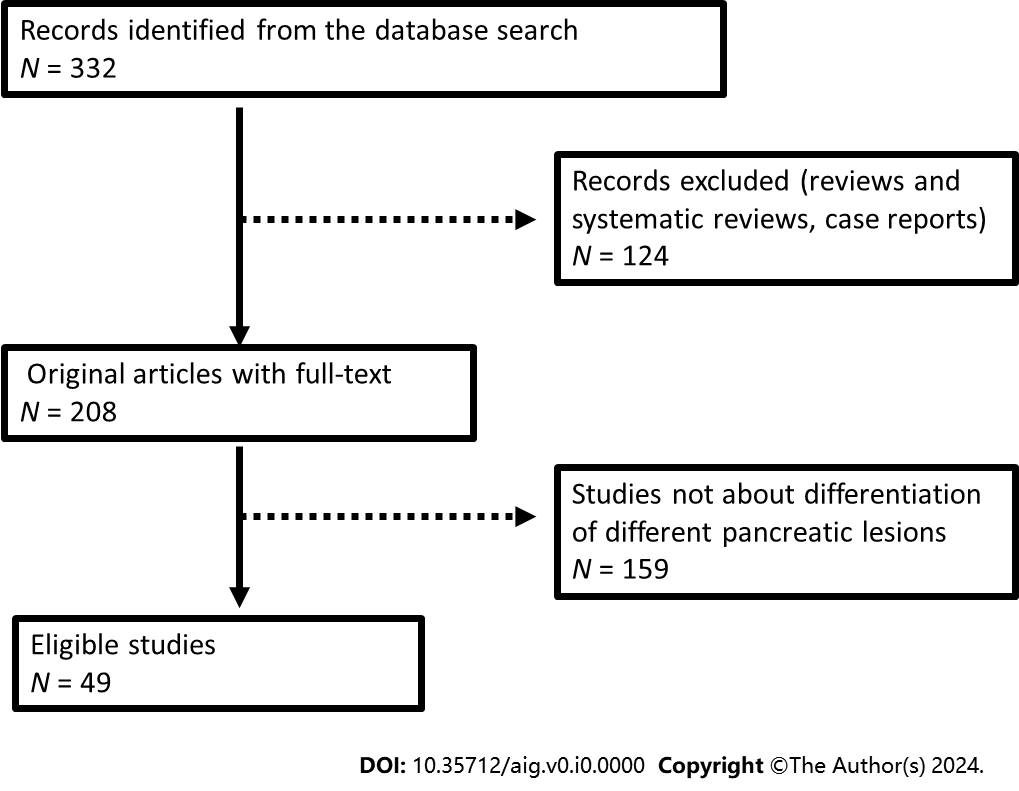 Records identified from the database search
N = 332
Records excluded (reviews and
systematic reviews, case reports)
N = 124
Original articles with full-text
N = 208
Studies not about differentiation
of different pancreatic lesions
N = 159
Eligible studies
N = 49
DOI: 10.35712/aig.v0.i0.0000 Copyright ©The Author(s) 2024.